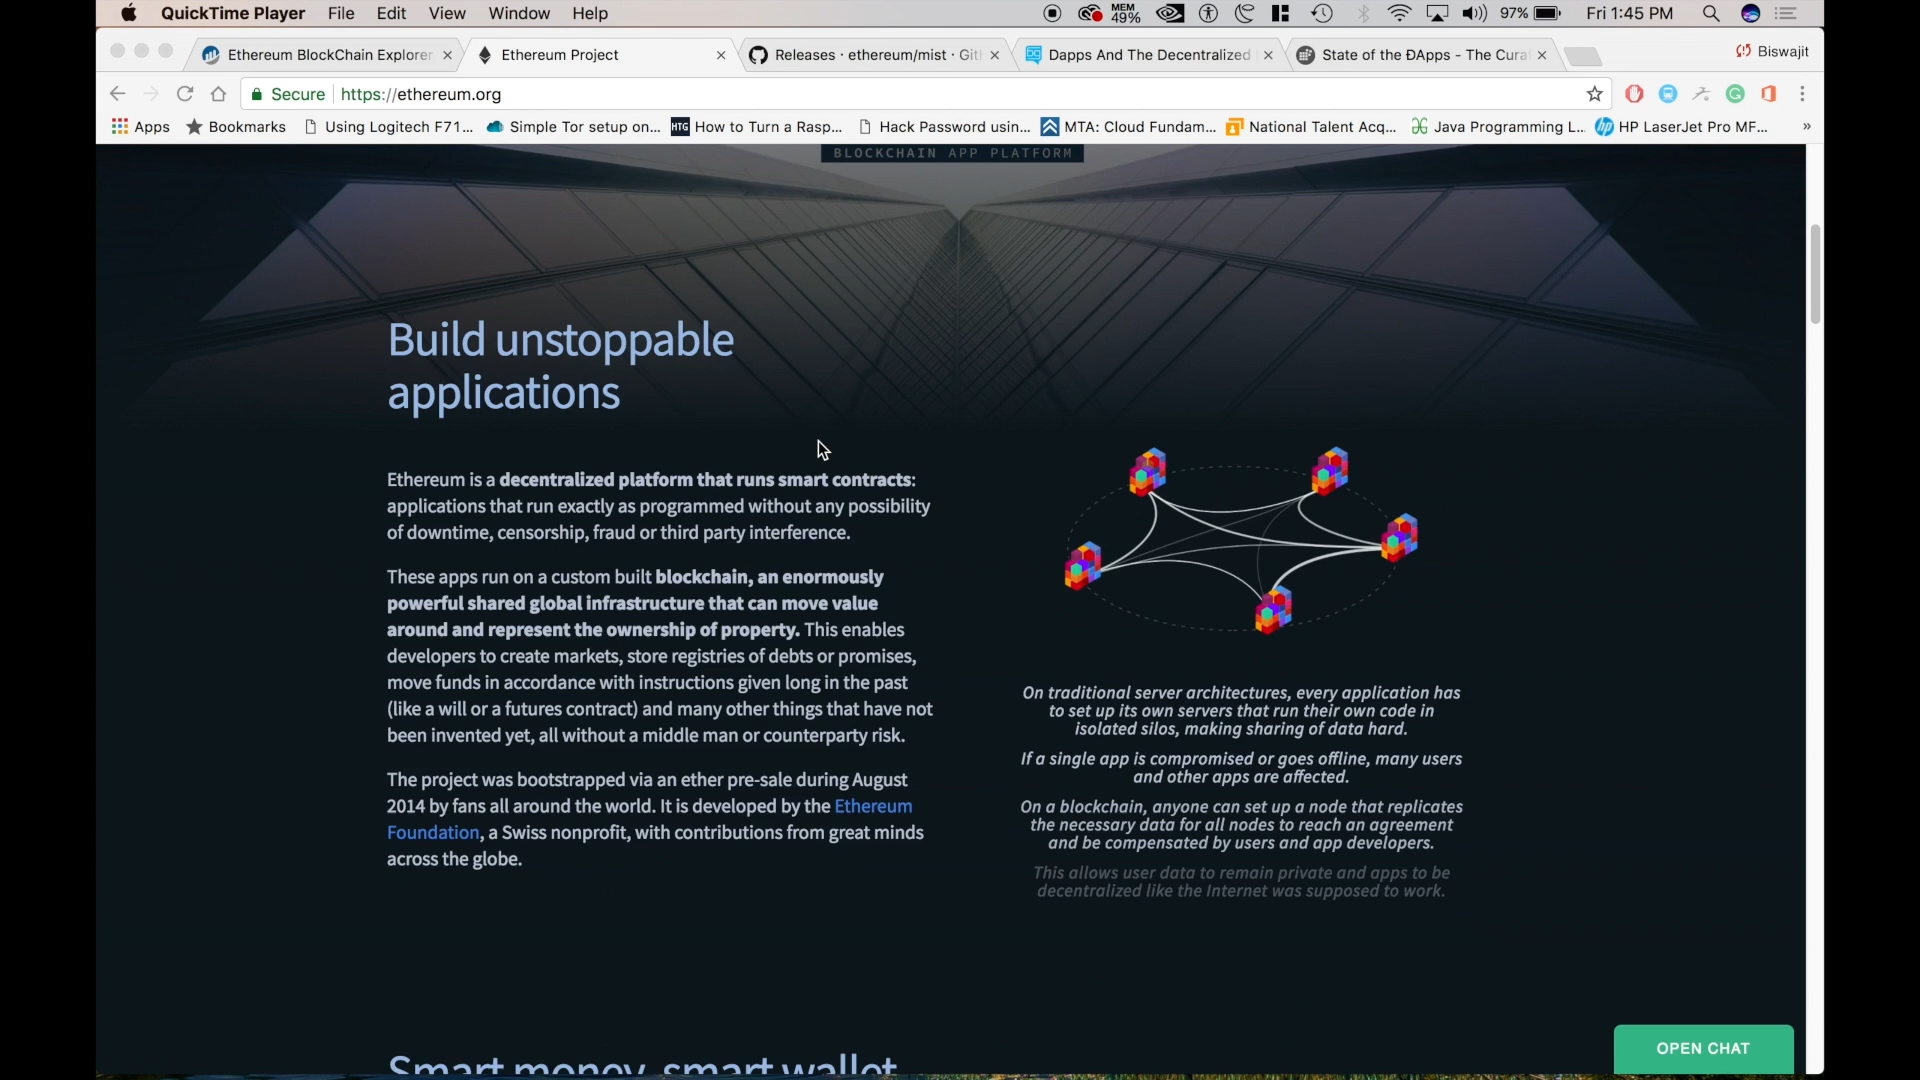 QuickTime Player File Edit View Window Help MEM 49% 97% Fri 1:45 PM
Ethereum BlockChain Explorer
Ethereum Project
Releases · ethereum/mist · Git
Dapps And The Decentralized
State of the ĐApps - The Cura
Biswajit
Secure https://ethereum.org
Apps Bookmarks Using Logitech F71... Simple Tor setup on... HTG How to Turn a Rasp... Hack Password usin... MTA: Cloud Fundam... National Talent Acq... Java Programming L... hp HP LaserJet Pro MF... »
BLOCKCHAIN APP PLATFORM
Build unstoppable
applications
Ethereum is a decentralized platform that runs smart contracts:
applications that run exactly as programmed without any possibility
of downtime, censorship, fraud or third party interference.
These apps run on a custom built blockchain, an enormously
powerful shared global infrastructure that can move value
around and represent the ownership of property. This enables
developers to create markets, store registries of debts or promises,
move funds in accordance with instructions given long in the past
(like a will or a futures contract) and many other things that have not
been invented yet, all without a middle man or counterparty risk.
The project was bootstrapped via an ether pre-sale during August
2014 by fans all around the world. It is developed by the Ethereum
Foundation, a Swiss nonprofit, with contributions from great minds
across the globe.
On traditional server architectures, every application has
to set up its own servers that run their own code in
isolated silos, making sharing of data hard.
If a single app is compromised or goes offline, many users
and other apps are affected.
On a blockchain, anyone can set up a node that replicates
the necessary data for all nodes to reach an agreement
and be compensated by users and app developers.
This allows user data to remain private and apps to be
decentralized like the Internet was supposed to work.
Smart money, smart wallet
OPEN CHAT